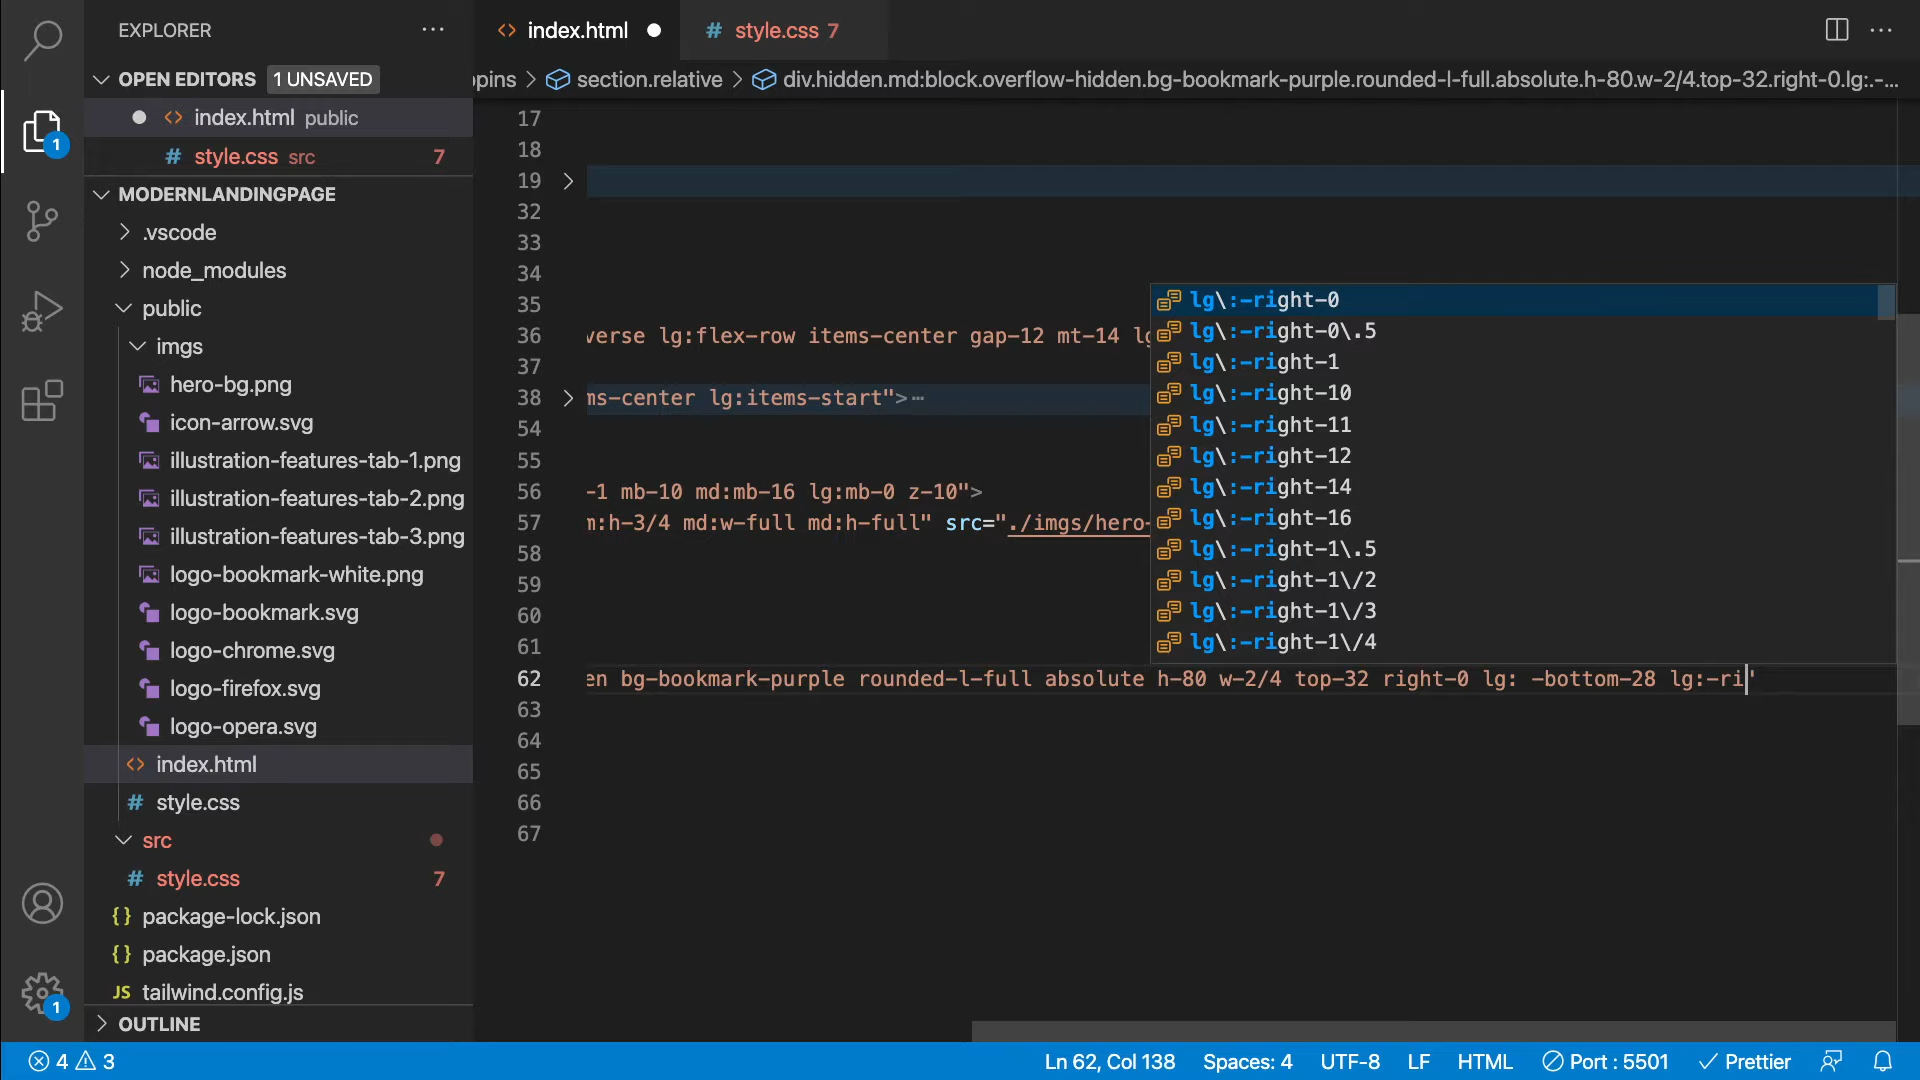 EXPLORER
OPEN EDITORS 1 UNSAVED
index.html public
style.css src 7
MODERNLANDINGPAGE
.vscode
node_modules
public
imgs
hero-bg.png
icon-arrow.svg
illustration-features-tab-1.png
illustration-features-tab-2.png
illustration-features-tab-3.png
logo-bookmark-white.png
logo-bookmark.svg
logo-chrome.svg
logo-firefox.svg
logo-opera.svg
index.html
style.css
src
style.css 7
package-lock.json
package.json
JS tailwind.config.js
OUTLINE
1
1
index.html
# style.css 7
pins > section.relative > div.hidden.md:block.overflow-hidden.bg-bookmark-purple.rounded-l-full.absolute.h-80.w-2/4.top-32.right-0.lg:.-...
17
18
19
32
33
34
35
36 verse lg:flex-row items-center gap-12 mt-14 lg
37
38 ms-center lg:items-start">
54
55
56 -1 mb-10 md:mb-16 lg:mb-0 z-10">
57 m:h-3/4 md:w-full md:h-full" src="./imgs/hero-
58
59
60
61
62 en bg-bookmark-purple rounded-l-full absolute h-80 w-2/4 top-32 right-0 lg: -bottom-28 lg:-ri'
63
64
65
66
67
lg\:-right-0
lg\:-right-0\.5
lg\:-right-1
lg\:-right-10
lg\:-right-11
lg\:-right-12
lg\:-right-14
lg\:-right-16
lg\:-right-1\.5
lg\:-right-1\/2
lg\:-right-1\/3
lg\:-right-1\/4
4 3
Ln 62, Col 138 Spaces: 4 UTF-8 LF HTML Port : 5501 Prettier